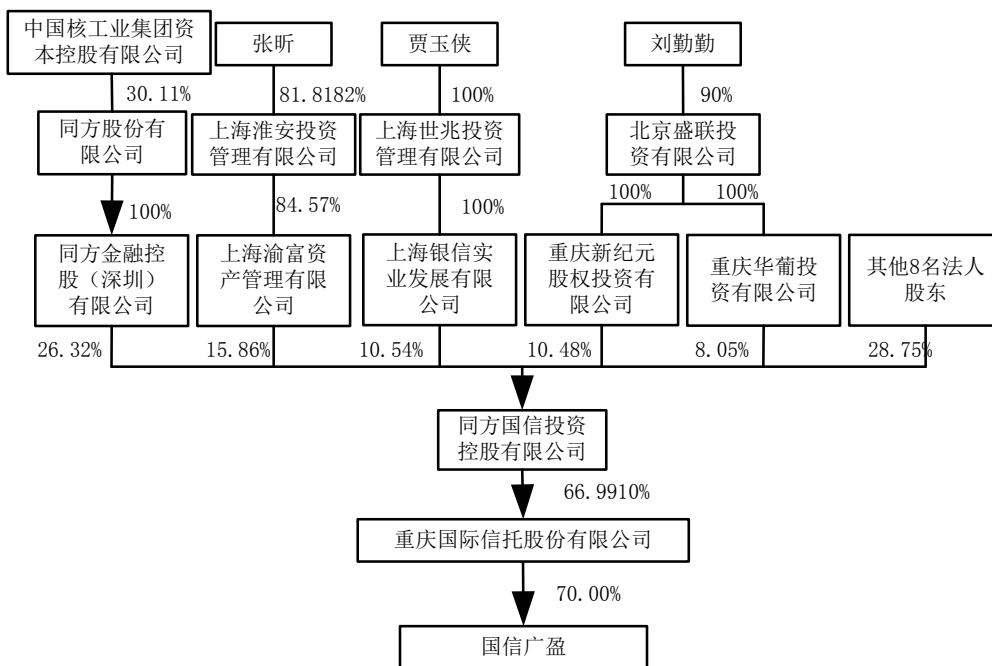 中国核工业集团资
本控股有限公司
张昕
贾玉侠
刘勤勤
30.11%
81.8182%
100%
90%
同方股份有
限公司
上海淮安投资
管理有限公司
上海世兆投资
管理有限公司
北京盛联投
资有限公司
100%
84.57%
100%
100%
100%
同方金融控
股（深圳）
有限公司
上海渝富资
产管理有限
公司
上海银信实
业发展有限
公司
重庆新纪元
股权投资有
限公司
重庆华葡投
资有限公司
其他8名法人
股东
26.32%
15.86%
10.54%
10.48%
8.05%
28.75%
同方国信投资
控股有限公司
66.9910%
重庆国际信托股份有限公司
70.00%
国信广盈